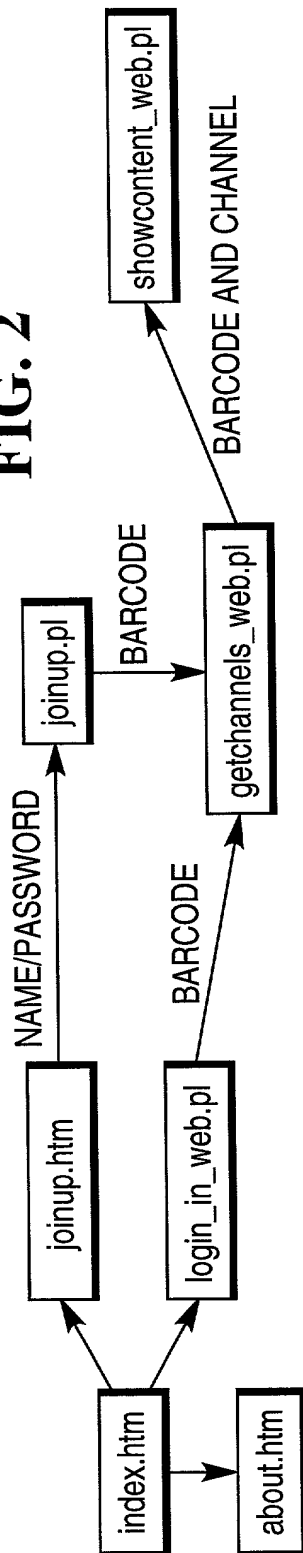 FIG. 2
index.htm
about.htm
joinup.htm
NAME/PASSWORD
joinup.pl
BARCODE
login_in_web.pl
BARCODE
getchannels_web.pl
BARCODE AND CHANNEL
showcontent_web.pl